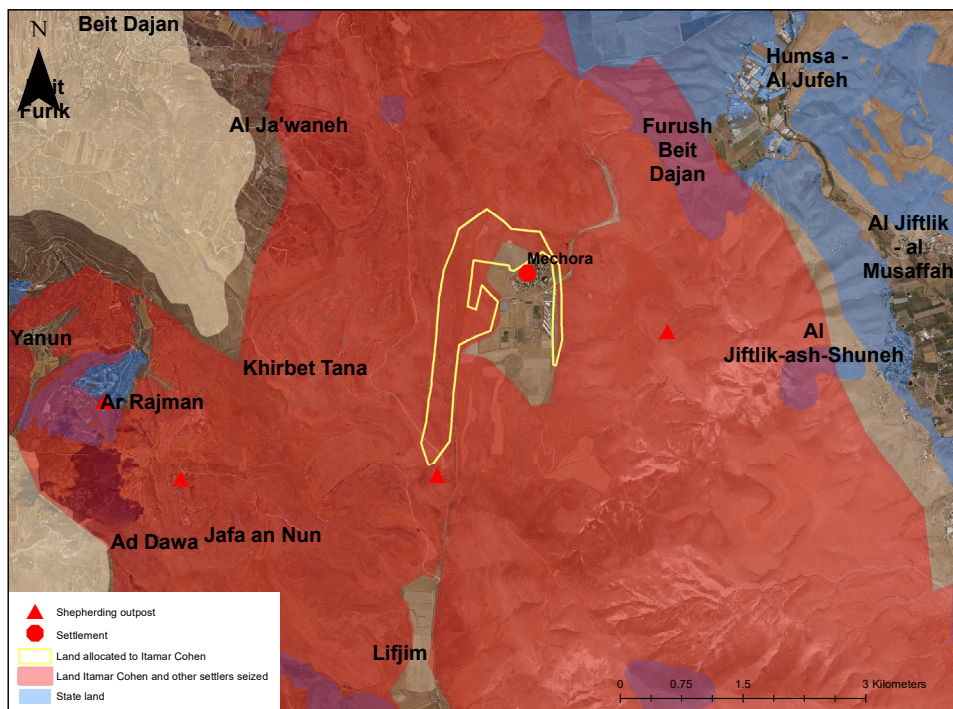 Beit Dajan
N
Humsa -
Al Jufeh
Furik
Al Ja'waneh
Furush
Beit
Dajan
Al Jiftlik
- al
Musaffah
Mechora
Yanun
Al
Jiftlik-ash-Shuneh
Khirbet Tana
Ar Rajman
Ad Dawa
Jafa an Nun
Lifjim
Shepherding outpost
Settlement
Land allocated to Itamar Cohen
Land Itamar Cohen and other settlers seized
State land
0 0.75 1.5 3 Kilometers